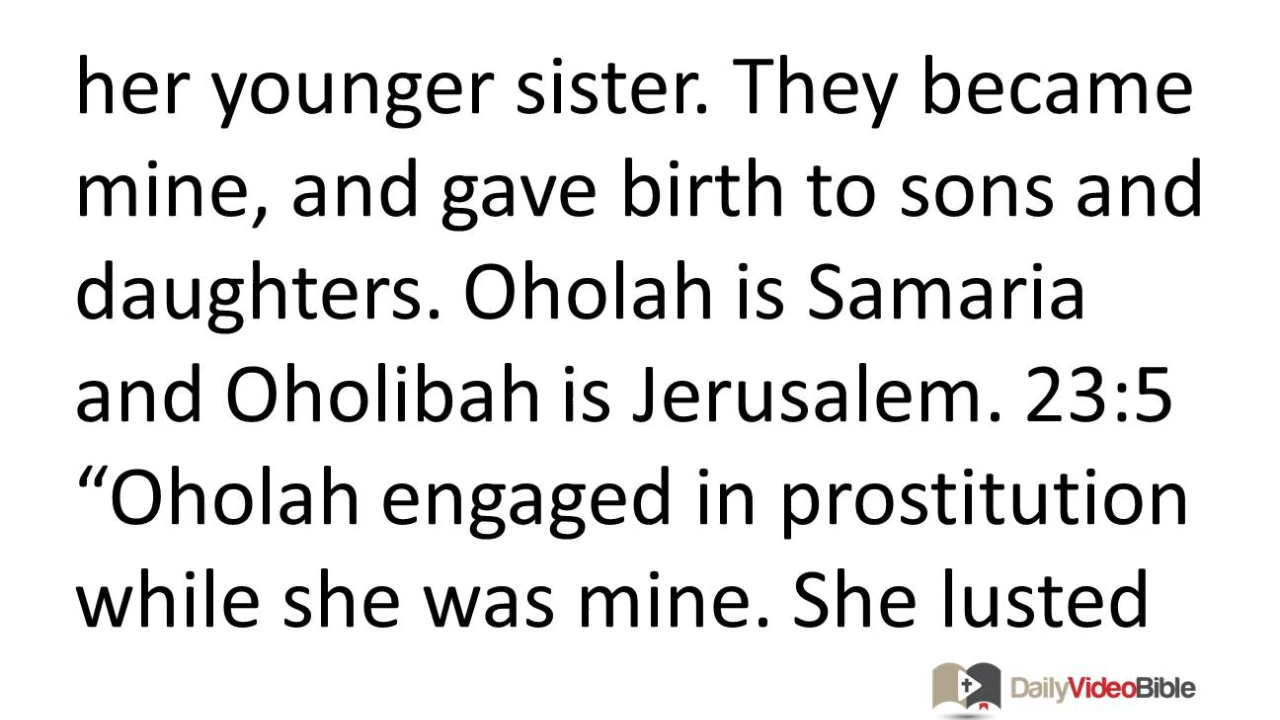 her younger sister. They became
mine, and gave birth to sons and
daughters. Oholah is Samaria
and Oholibah is Jerusalem. 23:5
“Oholah engaged in prostitution
while she was mine. She lusted
DailyVideoBible